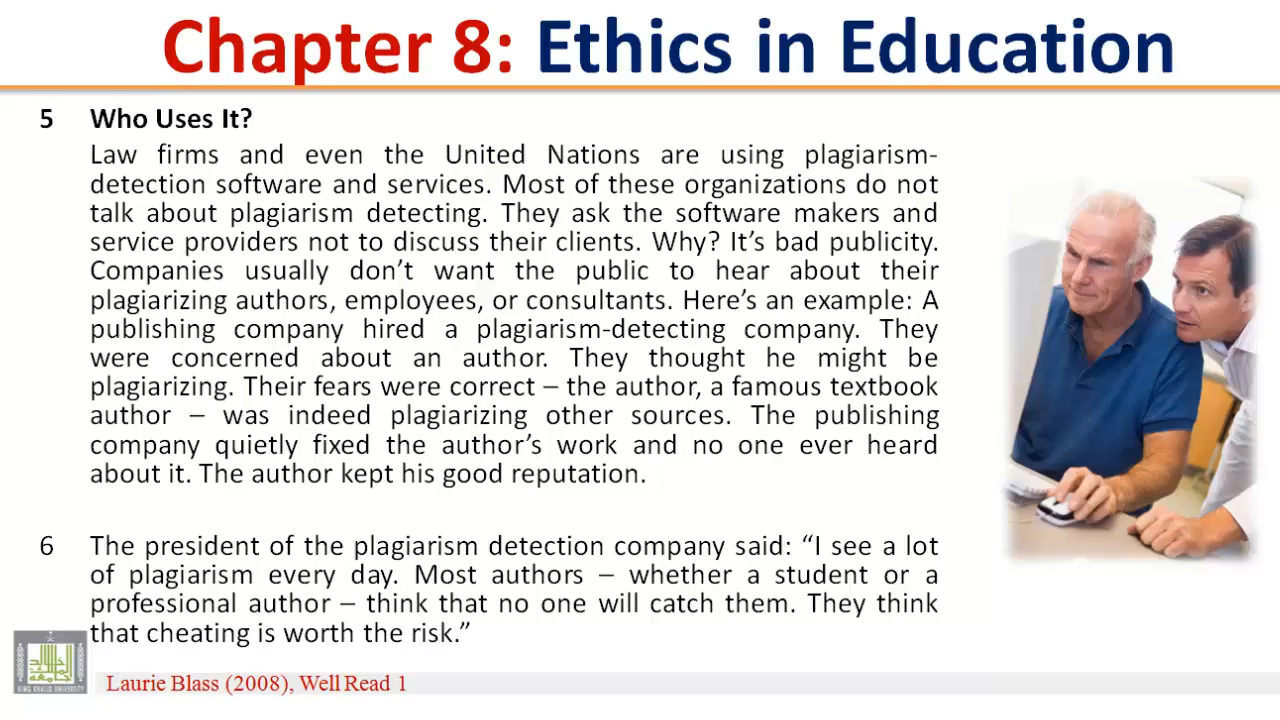 Chapter 8: Ethics in Education
5 Who Uses It?
Law firms and even the United Nations are using plagiarism-
detection software and services. Most of these organizations do not
talk about plagiarism detecting. They ask the software makers and
service providers not to discuss their clients. Why? It’s bad publicity.
Companies usually don’t want the public to hear about their
plagiarizing authors, employees, or consultants. Here’s an example: A
publishing company hired a plagiarism-detecting company. They
were concerned about an author. They thought he might be
plagiarizing. Their fears were correct – the author, a famous textbook
author – was indeed plagiarizing other sources. The publishing
company quietly fixed the author’s work and no one ever heard
about it. The author kept his good reputation.
6 The president of the plagiarism detection company said: “I see a lot
of plagiarism every day. Most authors – whether a student or a
professional author – think that no one will catch them. They think
that cheating is worth the risk.”
KING KHALID UNIVERSITY
Laurie Blass (2008), Well Read 1